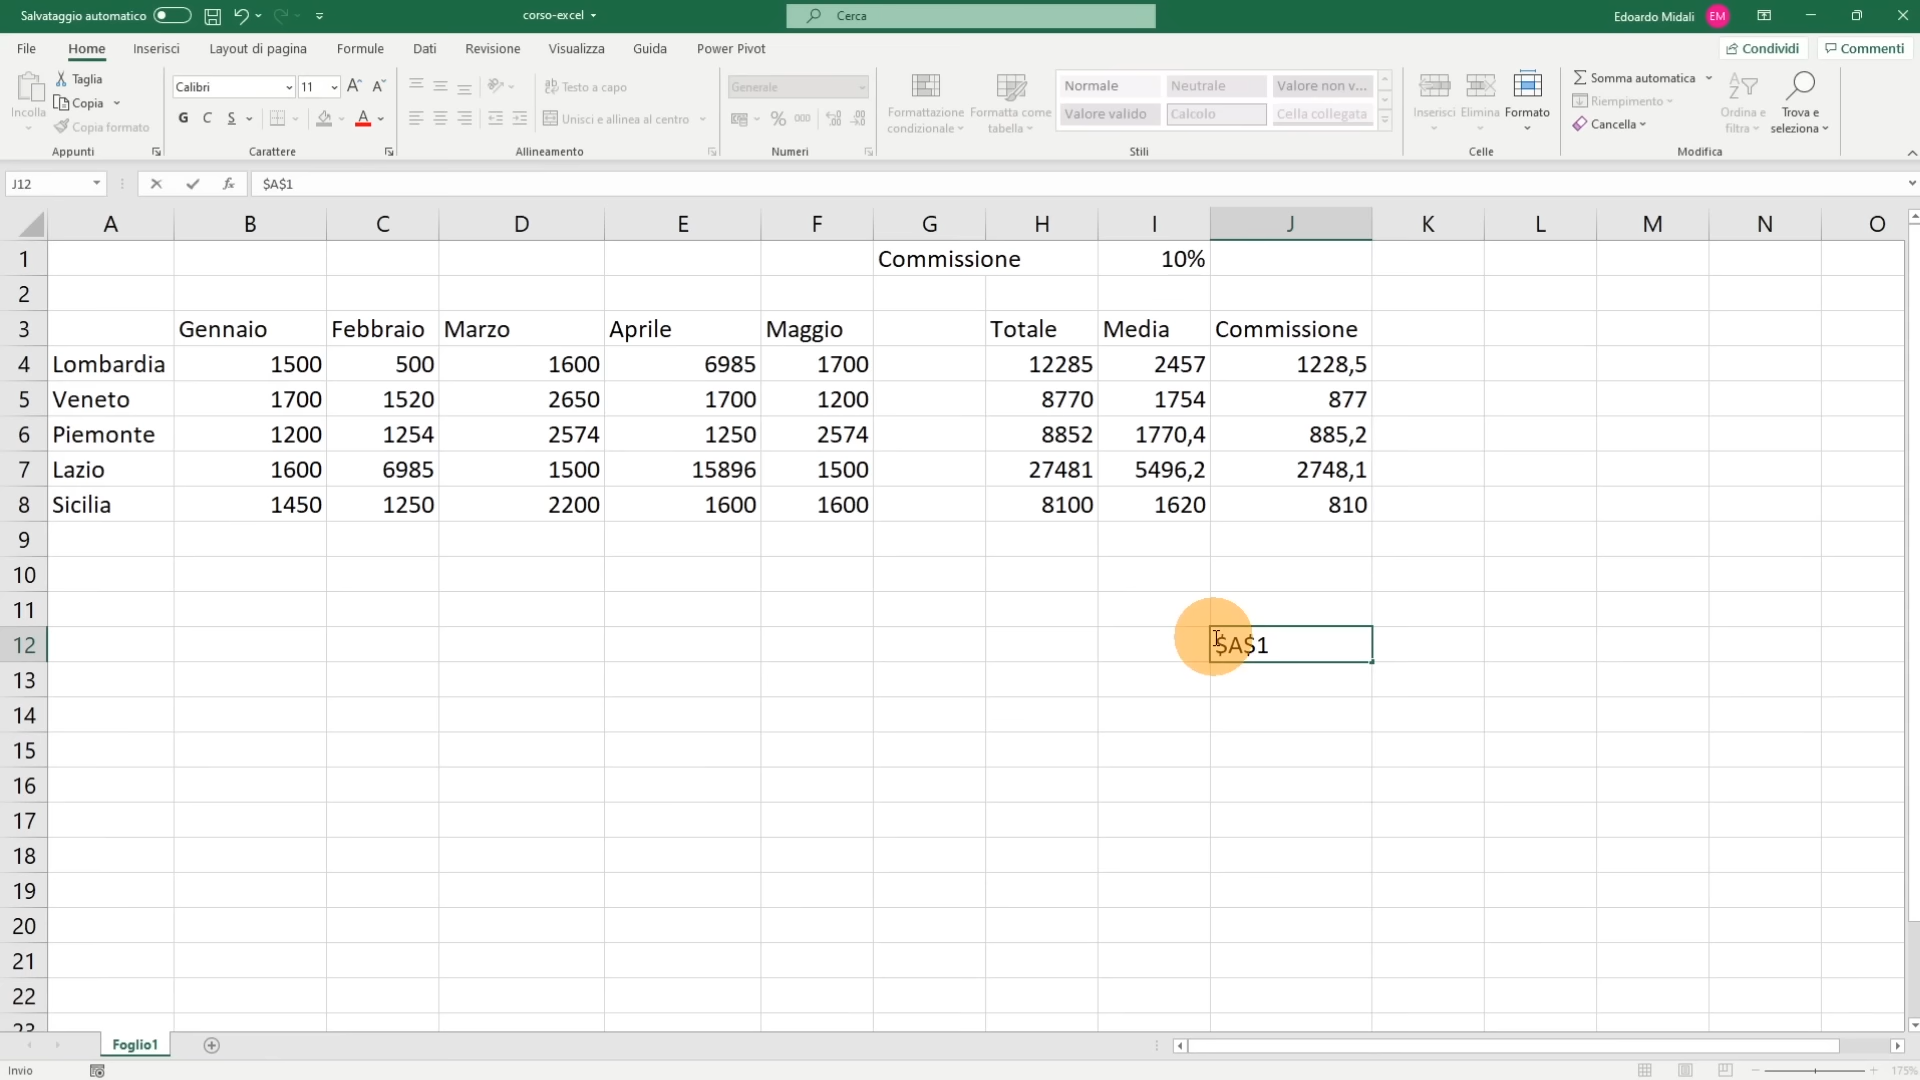 Salvataggio automatico corso-excel Cerca Edoardo Midali EM
File Home Inserisci Layout di pagina Formule Dati Revisione Visualizza Guida Power Pivot Condividi Commenti
Incolla
Taglia
Copia
Copia formato
Appunti
Calibri 11
G C S A
Carattere
Testo a capo
Unisci e allinea al centro
Allineamento
Generale
% 000
Numeri
Formattazione condizionale
Formatta come tabella
Normale Neutrale Valore non v...
Valore valido Calcolo Cella collegata
Stili
Inserisci Elimina Formato
Celle
Somma automatica
Riempimento
Cancella
Ordina e filtra
Trova e seleziona
Modifica
J12 fx $A$1
A B C D E F G H I J K L M N O
1 Commissione 10%
2
3 Gennaio Febbraio Marzo Aprile Maggio Totale Media Commissione
4 Lombardia 1500 500 1600 6985 1700 12285 2457 1228,5
5 Veneto 1700 1520 2650 1700 1200 8770 1754 877
6 Piemonte 1200 1254 2574 1250 2574 8852 1770,4 885,2
7 Lazio 1600 6985 1500 15896 1500 27481 5496,2 2748,1
8 Sicilia 1450 1250 2200 1600 1600 8100 1620 810
9
10
11
12 $A$1
13
14
15
16
17
18
19
20
21
22
23
Foglio1
Invio 175%